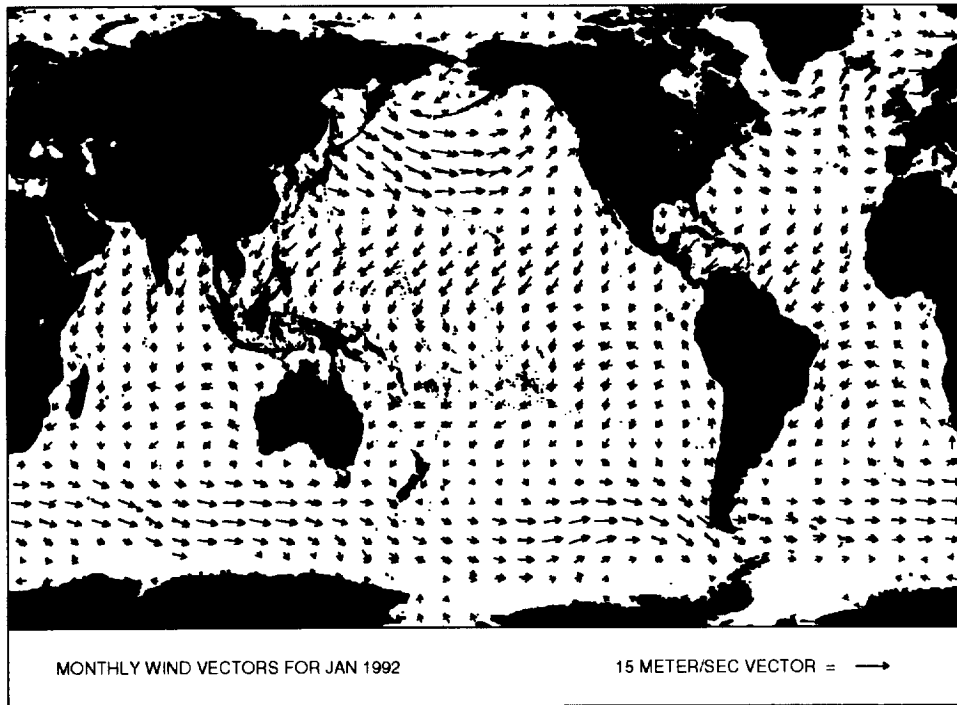 MONTHLY WIND VECTORS FOR JAN 1992
15 METER/SEC VECTOR =